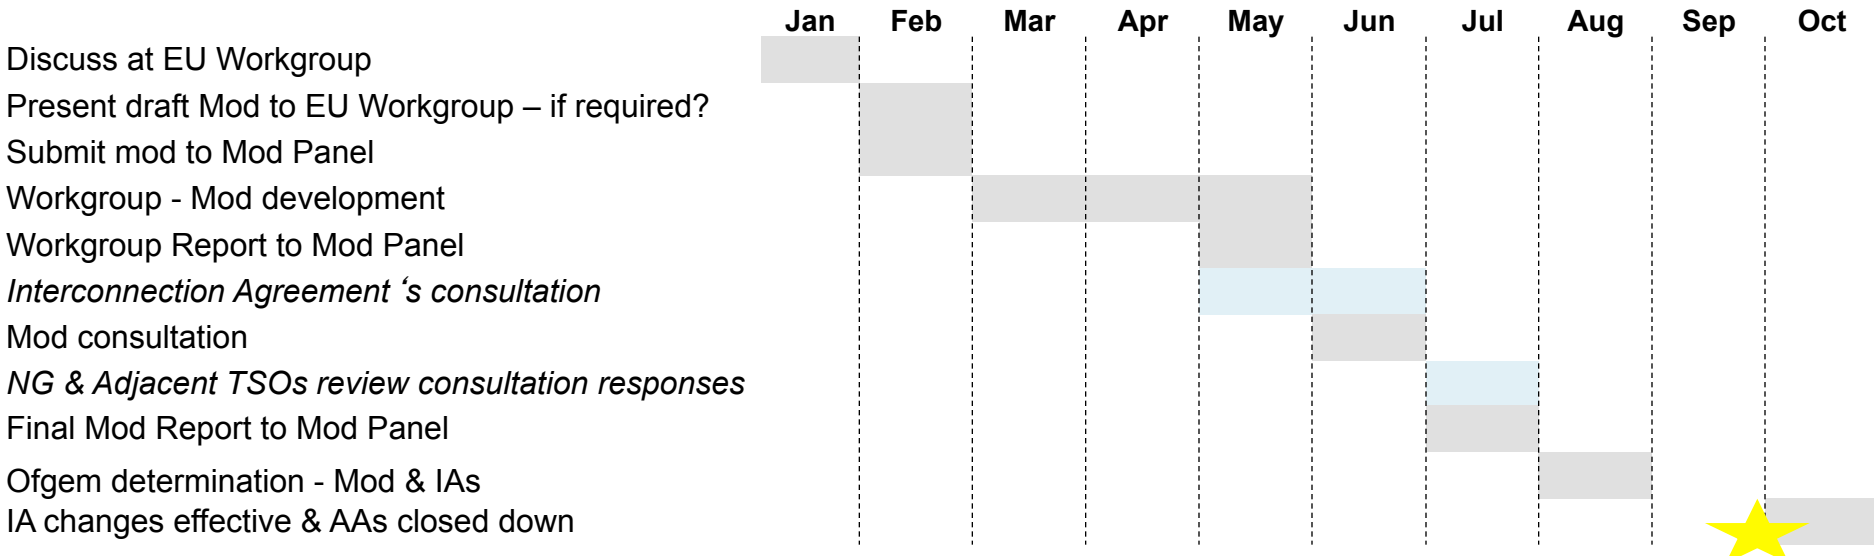 Jan Feb Mar Apr May Jun Jul Aug Sep Oct
Discuss at EU Workgroup
Present draft Mod to EU Workgroup – if required?
Submit mod to Mod Panel
Workgroup - Mod development
Workgroup Report to Mod Panel
Interconnection Agreement ‘s consultation
Mod consultation
NG & Adjacent TSOs review consultation responses
Final Mod Report to Mod Panel
Ofgem determination - Mod & IAs
IA changes effective & AAs closed down